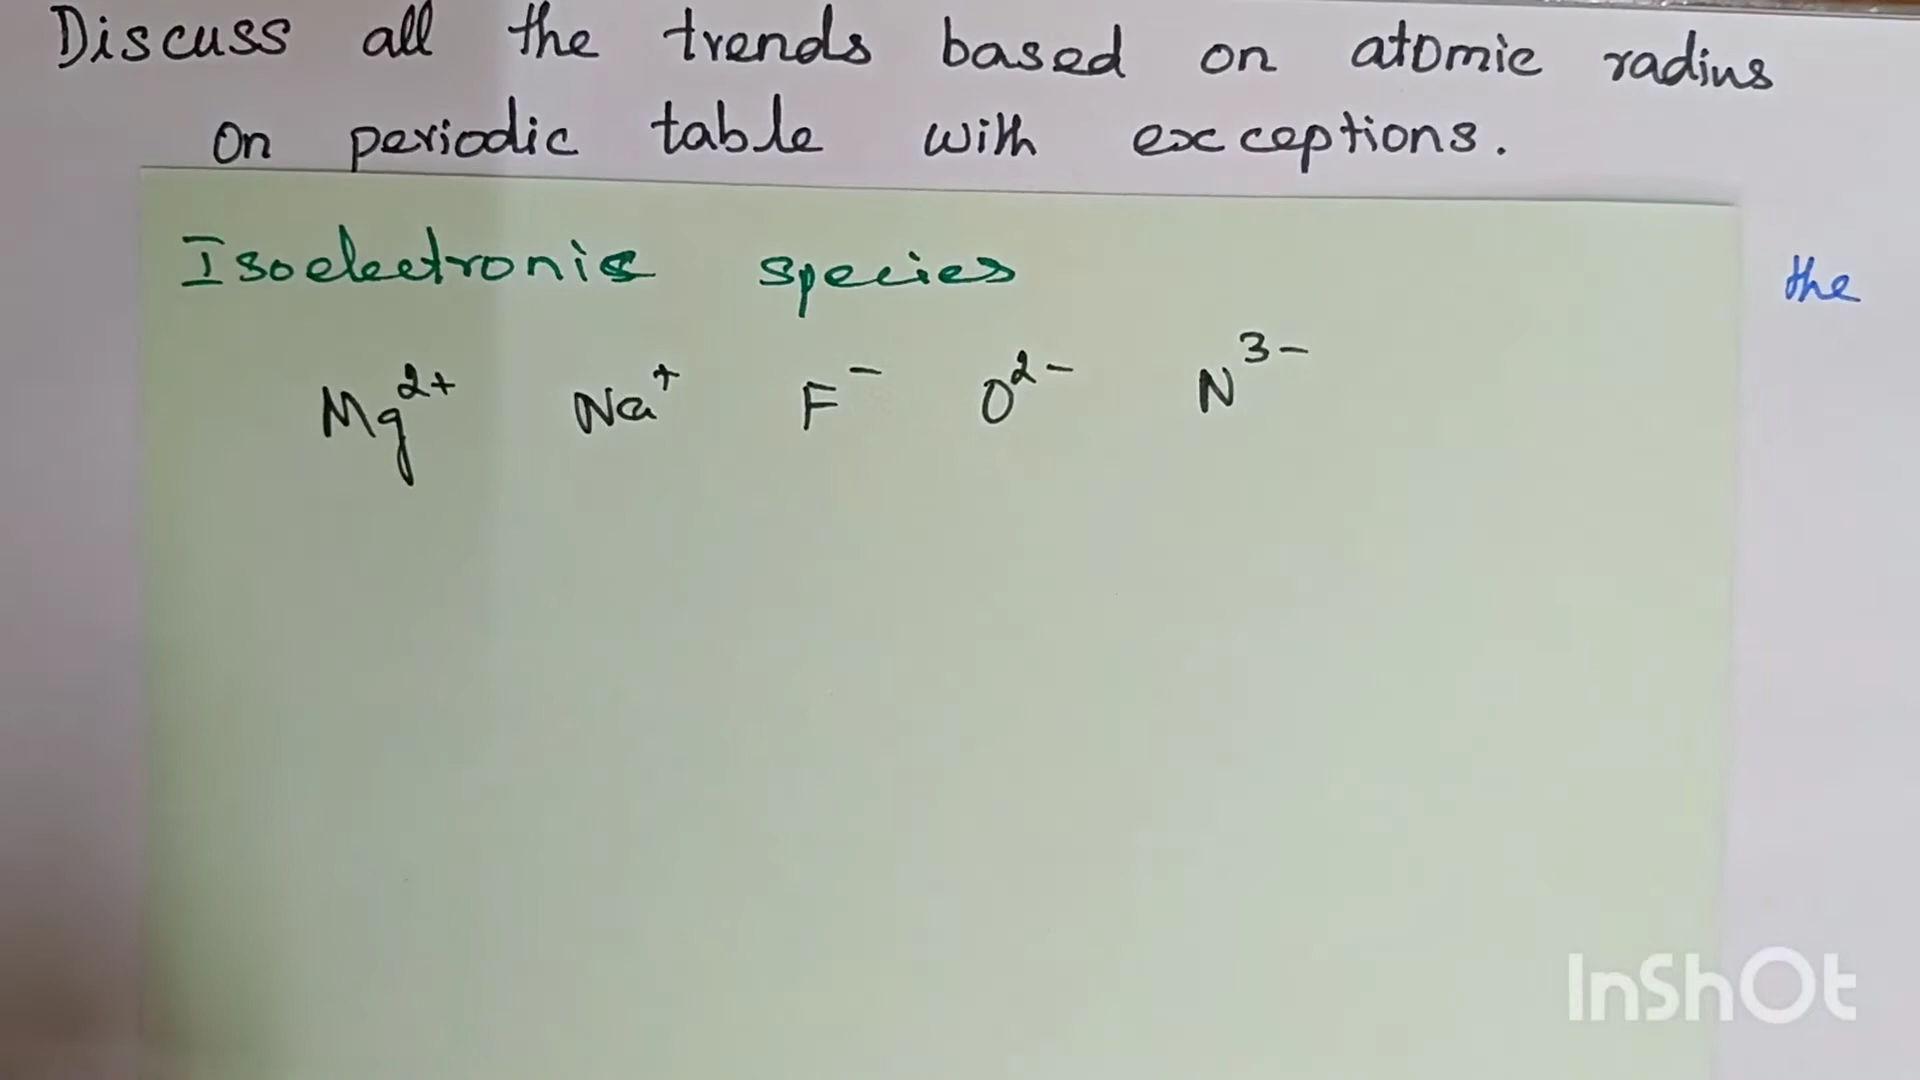 Discuss all the trends based on atomic radius
on periodic table with exceptions.
Isoelectronic species the
Mg²⁺ Na⁺ F⁻ O²⁻ N³⁻
InShOt